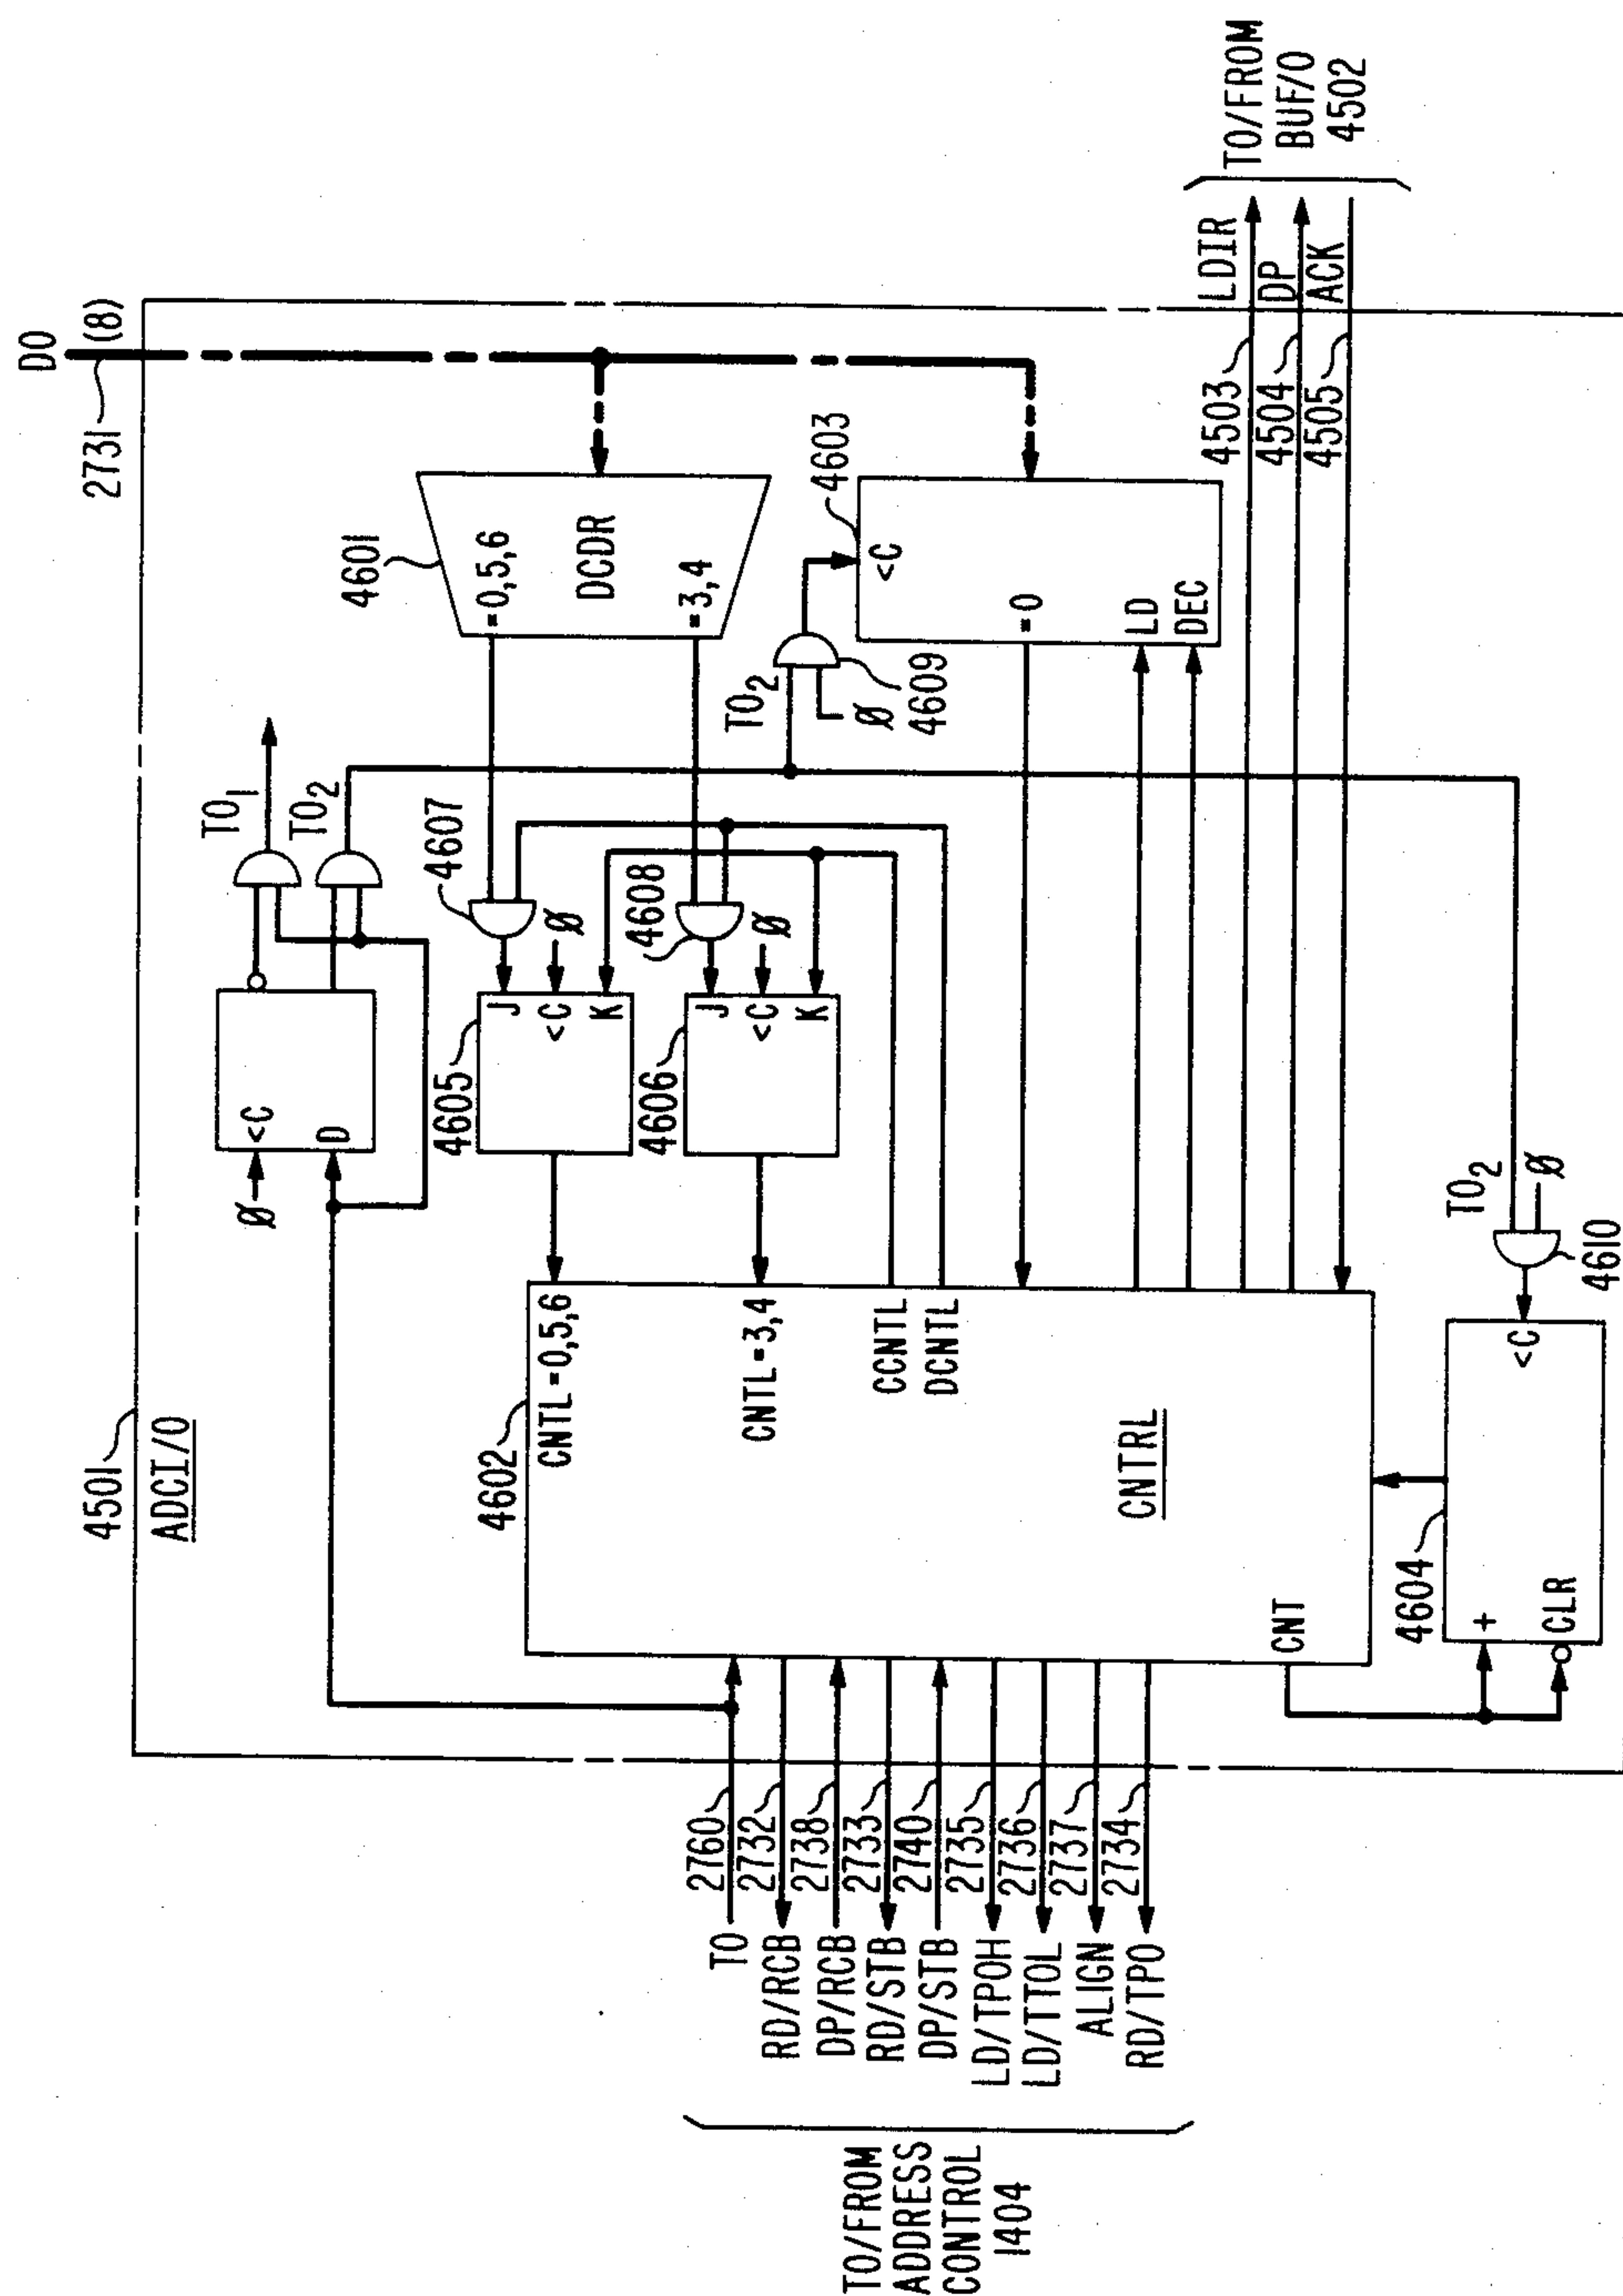 DO
2731
(8)
4501
ADCI/O
TO1
TO2
<C
D
Ø
4601
=0,5,6
DCDR
=3,4
4607
4608
Ø
Ø
J
<C
K
4605
J
<C
K
4606
TO2
Ø
4609
4603
<C
=0
LD
DEC
4602
CNTL=0,5,6
CNTL=3,4
CCNTL
DCNTL
CNTRL
CNT
LDIR
DP
ACK
4503
4504
4505
TO/FROM
BUF/O
4502
TO2
Ø
4610
4604
<C
+
CLR
TO
2760
RD/RCB
2732
DP/RCB
2738
RD/STB
2733
DP/STB
2740
LD/TPOH
2735
LD/TTOL
2736
ALIGN
2737
RD/TPO
2734
TO/FROM
ADDRESS
CONTROL
1404